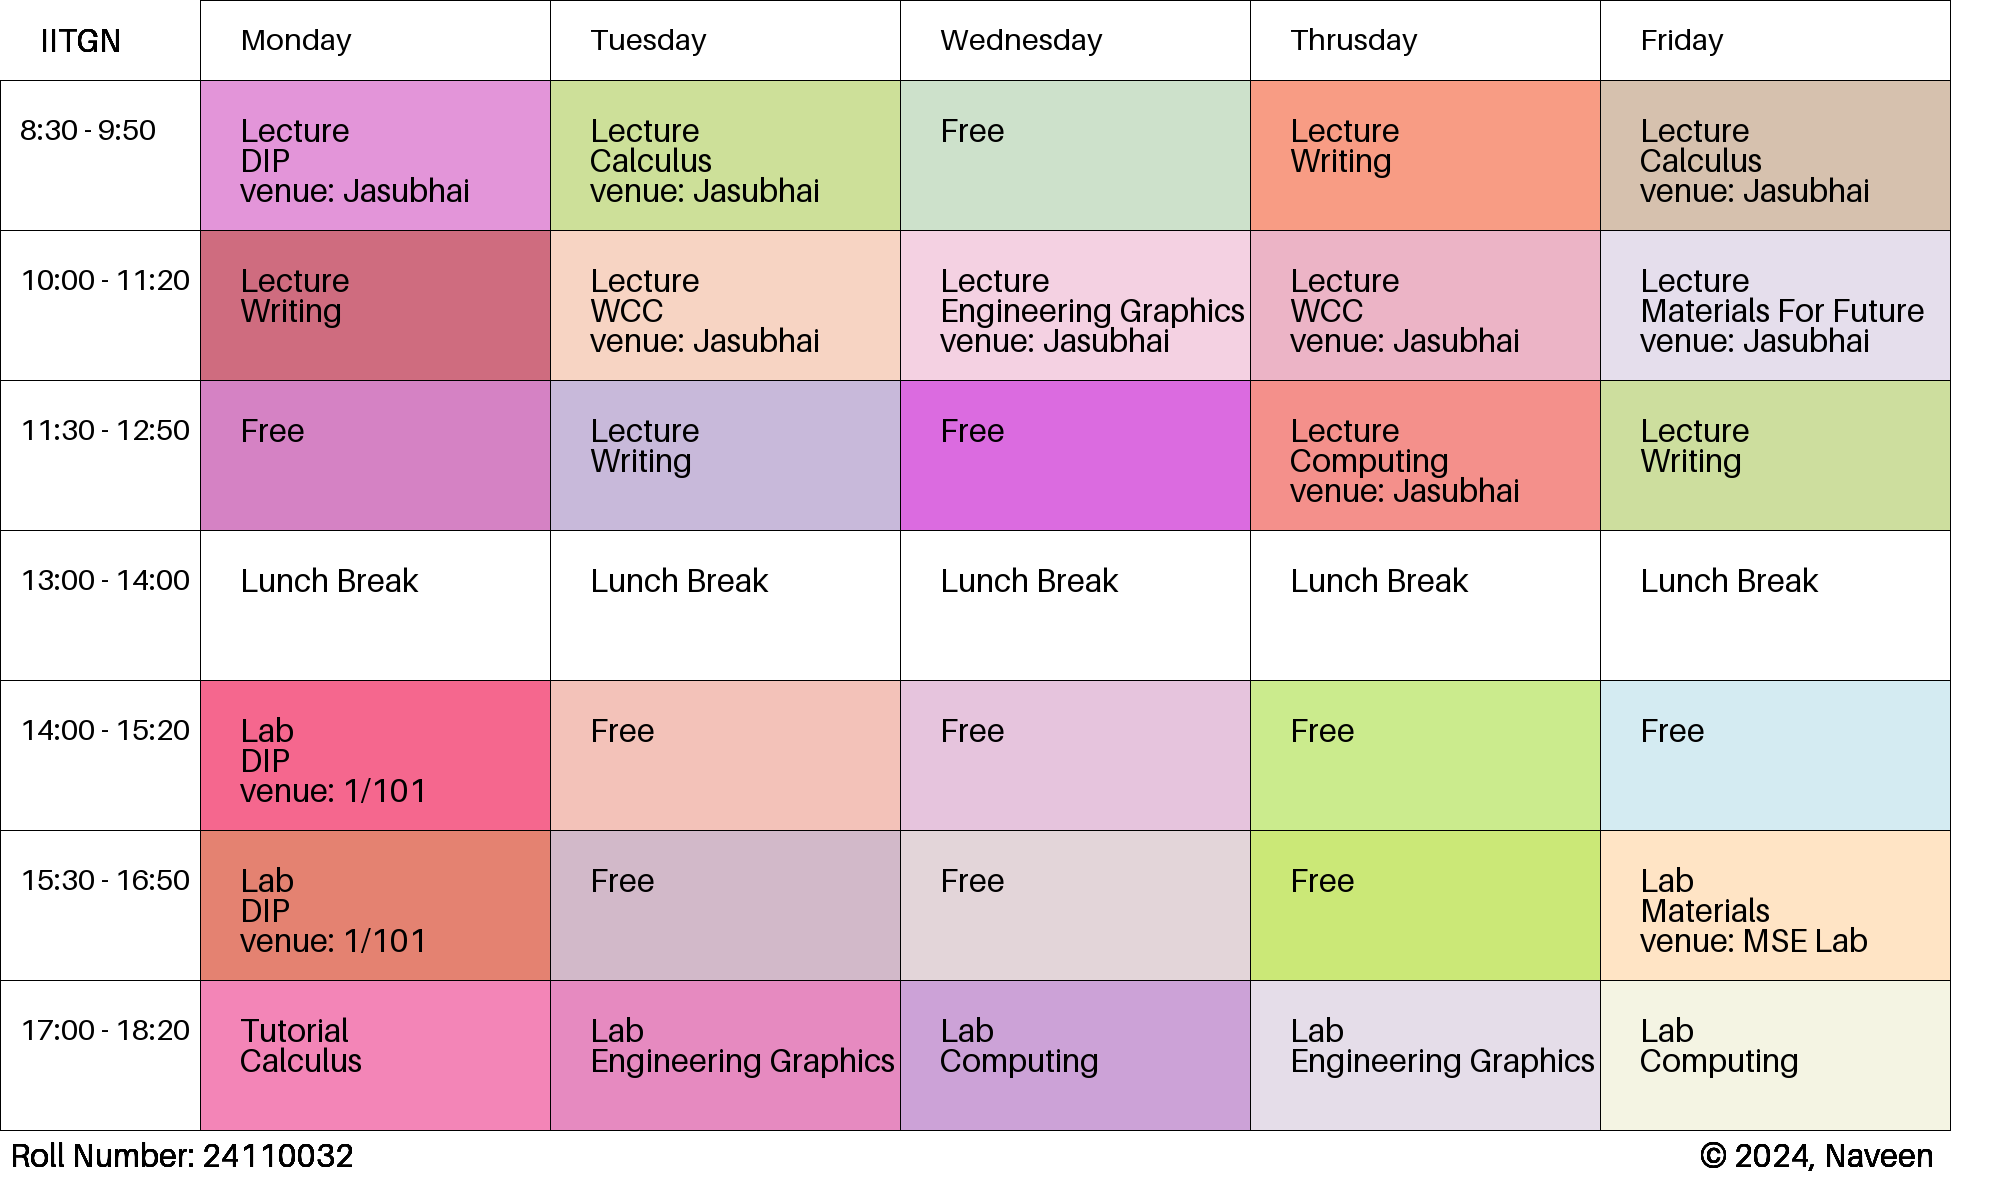 IITGN
Monday
Tuesday
Wednesday
Thrusday
Friday
8:30 - 9:50
Lecture
DIP
venue: Jasubhai
Lecture
Calculus
venue: Jasubhai
Free
Lecture
Writing
Lecture
Calculus
venue: Jasubhai
10:00 - 11:20
Lecture
Writing
Lecture
WCC
venue: Jasubhai
Lecture
Engineering Graphics
venue: Jasubhai
Lecture
WCC
venue: Jasubhai
Lecture
Materials For Future
venue: Jasubhai
11:30 - 12:50
Free
Lecture
Writing
Free
Lecture
Computing
venue: Jasubhai
Lecture
Writing
13:00 - 14:00
Lunch Break
Lunch Break
Lunch Break
Lunch Break
Lunch Break
14:00 - 15:20
Lab
DIP
venue: 1/101
Free
Free
Free
Free
15:30 - 16:50
Lab
DIP
venue: 1/101
Free
Free
Free
Lab
Materials
venue: MSE Lab
17:00 - 18:20
Tutorial
Calculus
Lab
Engineering Graphics
Lab
Computing
Lab
Engineering Graphics
Lab
Computing
Roll Number: 24110032
© 2024, Naveen